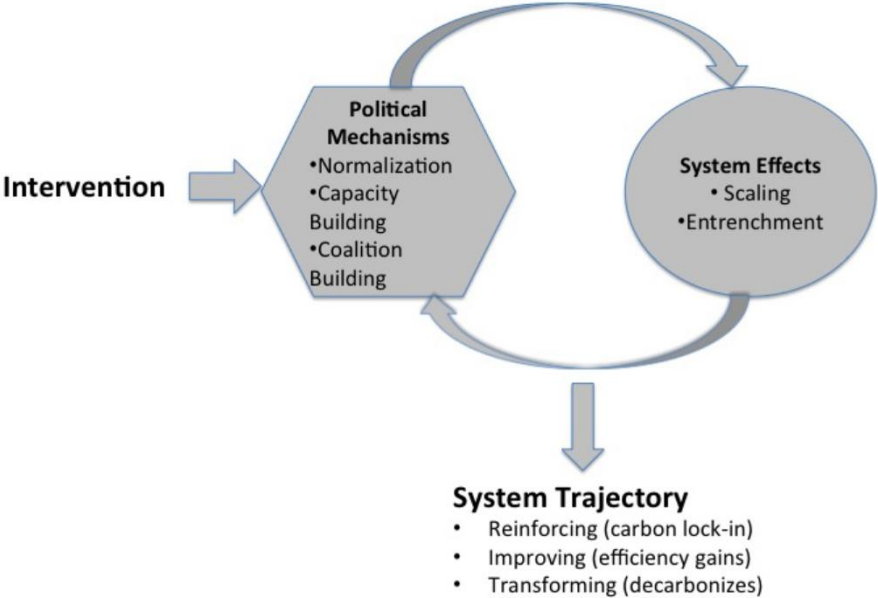 Intervention
Political
Mechanisms
•Normalization
•Capacity
Building
•Coalition
Building
System Effects
• Scaling
•Entrenchment
System Trajectory
• Reinforcing (carbon lock-in)
• Improving (efficiency gains)
• Transforming (decarbonizes)